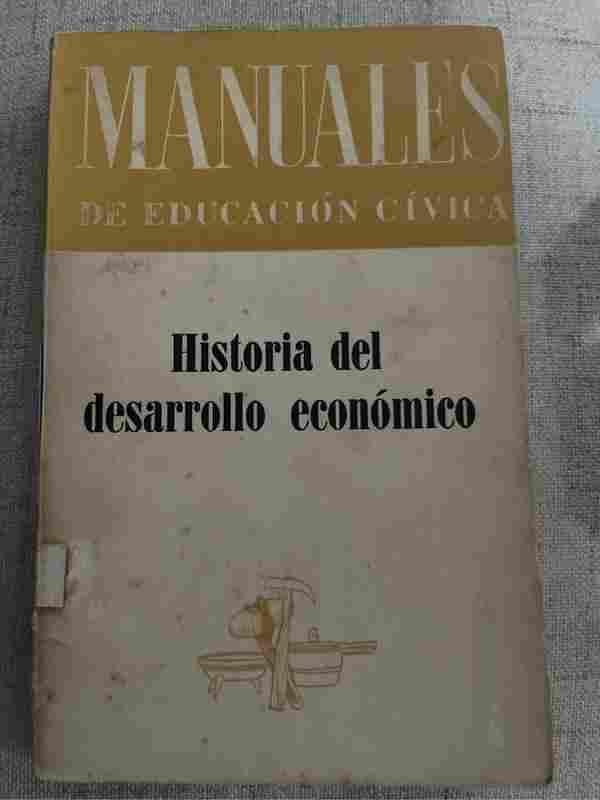 MANUALES
DE EDUCACIÓN CÍVICA
Historia del
desarrollo económico